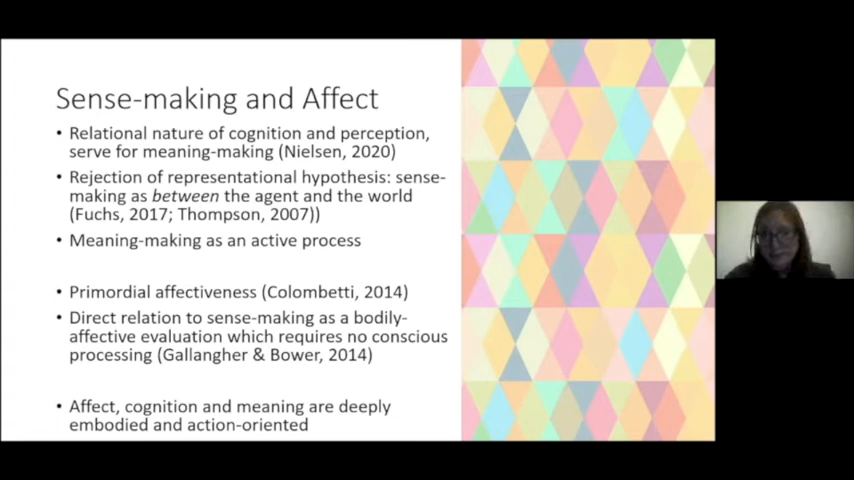 Sense-making and Affect
• Relational nature of cognition and perception,
serve for meaning-making (Nielsen, 2020)
• Rejection of representational hypothesis: sense-
making as between the agent and the world
(Fuchs, 2017; Thompson, 2007))
• Meaning-making as an active process
• Primordial affectiveness (Colombetti, 2014)
• Direct relation to sense-making as a bodily-
affective evaluation which requires no conscious
processing (Gallangher & Bower, 2014)
• Affect, cognition and meaning are deeply
embodied and action-oriented